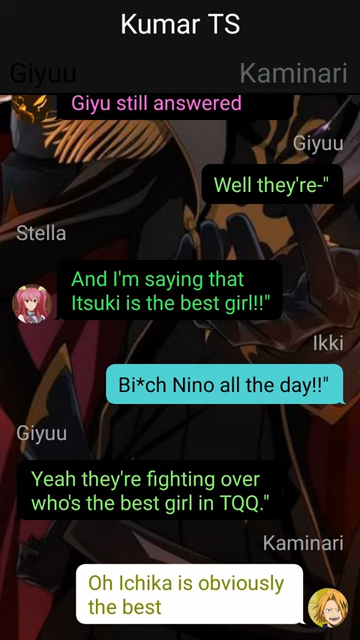 Kumar TS
Giyuu
Kaminari
Giyu still answered
Giyuu
Well they're-"
Stella
And I'm saying that
Itsuki is the best girl!!"
Ikki
Bi*ch Nino all the day!!"
Giyuu
Yeah they're fighting over
who's the best girl in TQQ."
Kaminari
Oh Ichika is obviously
the best